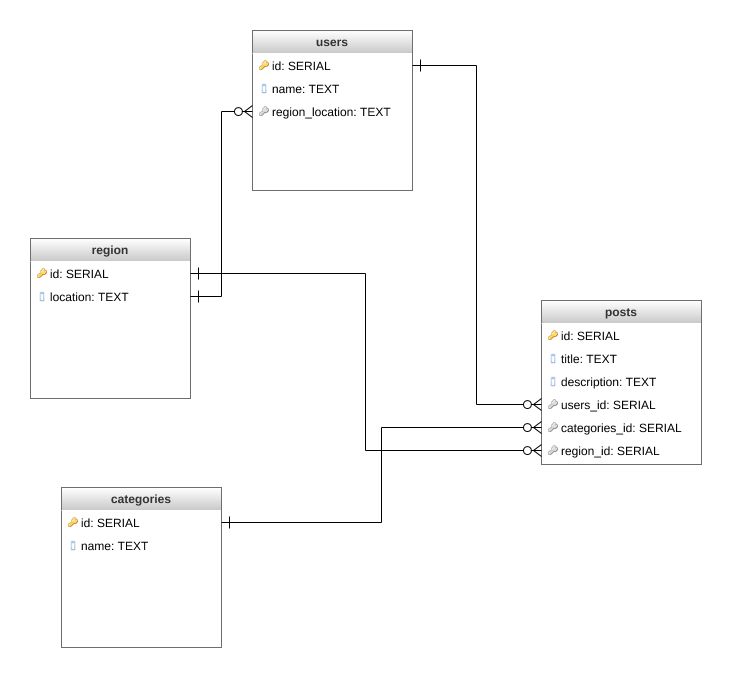 users
id: SERIAL
name: TEXT
region_location: TEXT
region
id: SERIAL
location: TEXT
posts
id: SERIAL
title: TEXT
description: TEXT
users_id: SERIAL
categories_id: SERIAL
region_id: SERIAL
categories
id: SERIAL
name: TEXT